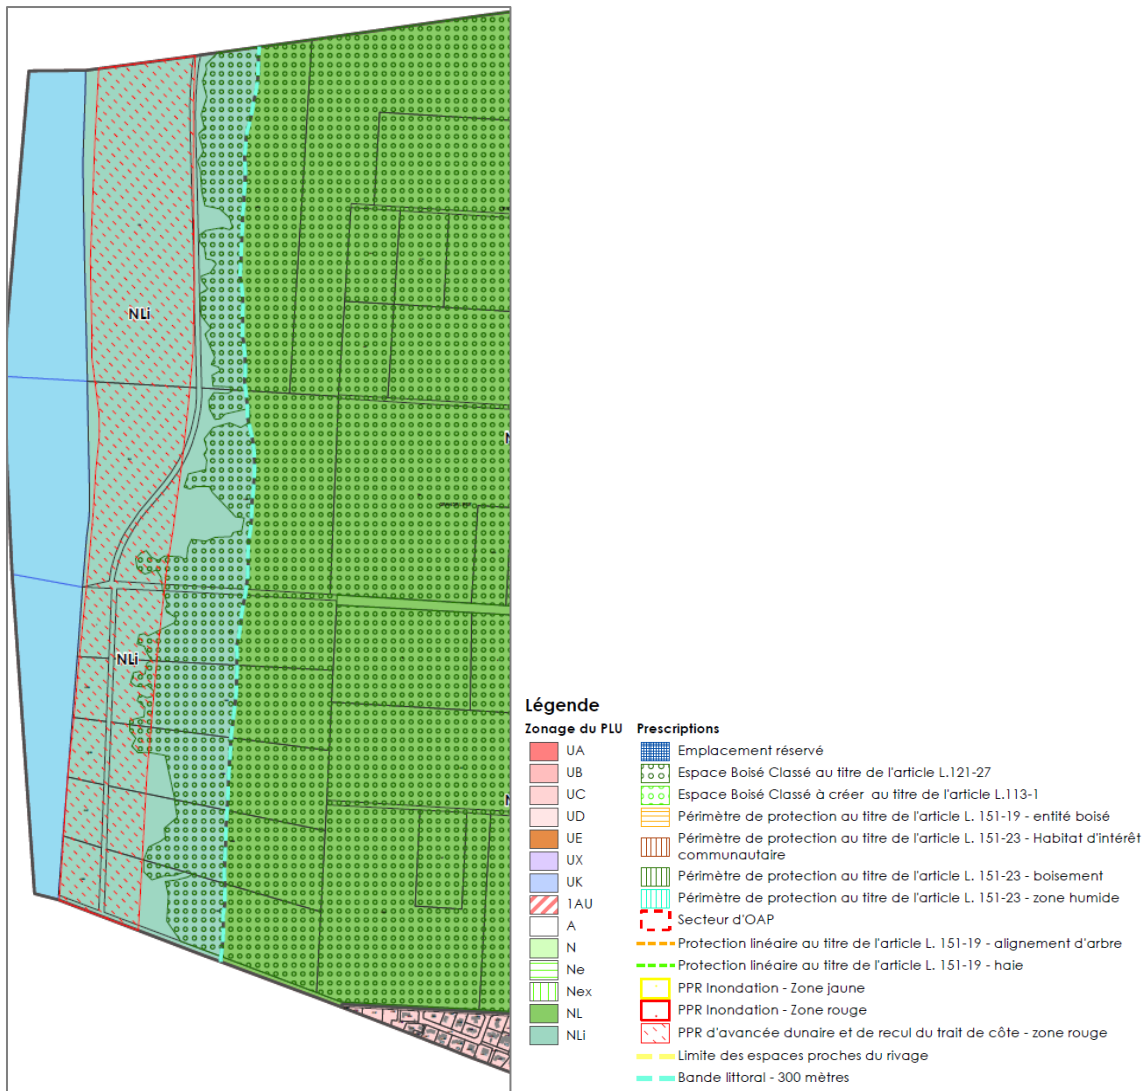 NLi
NLi
Légende
Zonage du PLU
UA
UB
UC
UD
UE
UX
UK
1AU
A
N
Ne
Nex
NL
NLi
Prescriptions
Emplacement réservé
Espace Boisé Classé au titre de l'article L.121-27
Espace Boisé Classé à créer au titre de l'article L.113-1
Périmètre de protection au titre de l'article L. 151-19 - entité boisé
Périmètre de protection au titre de l'article L. 151-23 - Habitat d'intérêt
communautaire
Périmètre de protection au titre de l'article L. 151-23 - boisement
Périmètre de protection au titre de l'article L. 151-23 - zone humide
Secteur d'OAP
Protection linéaire au titre de l'article L. 151-19 - alignement d'arbre
Protection linéaire au titre de l'article L. 151-19 - haie
PPR Inondation - Zone jaune
PPR Inondation - Zone rouge
PPR d'avancée dunaire et de recul du trait de côte - zone rouge
Limite des espaces proches du rivage
Bande littoral - 300 mètres